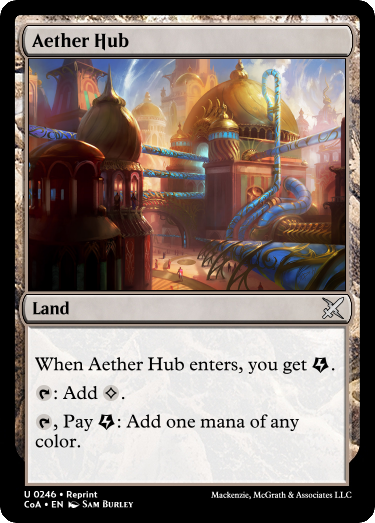 Aether Hub
Land
When Aether Hub enters, you get .
: Add .
, Pay : Add one mana of any
color.
U 0246 • Reprint
CoA • EN Sam Burley
Mackenzie, McGrath & Associates LLC